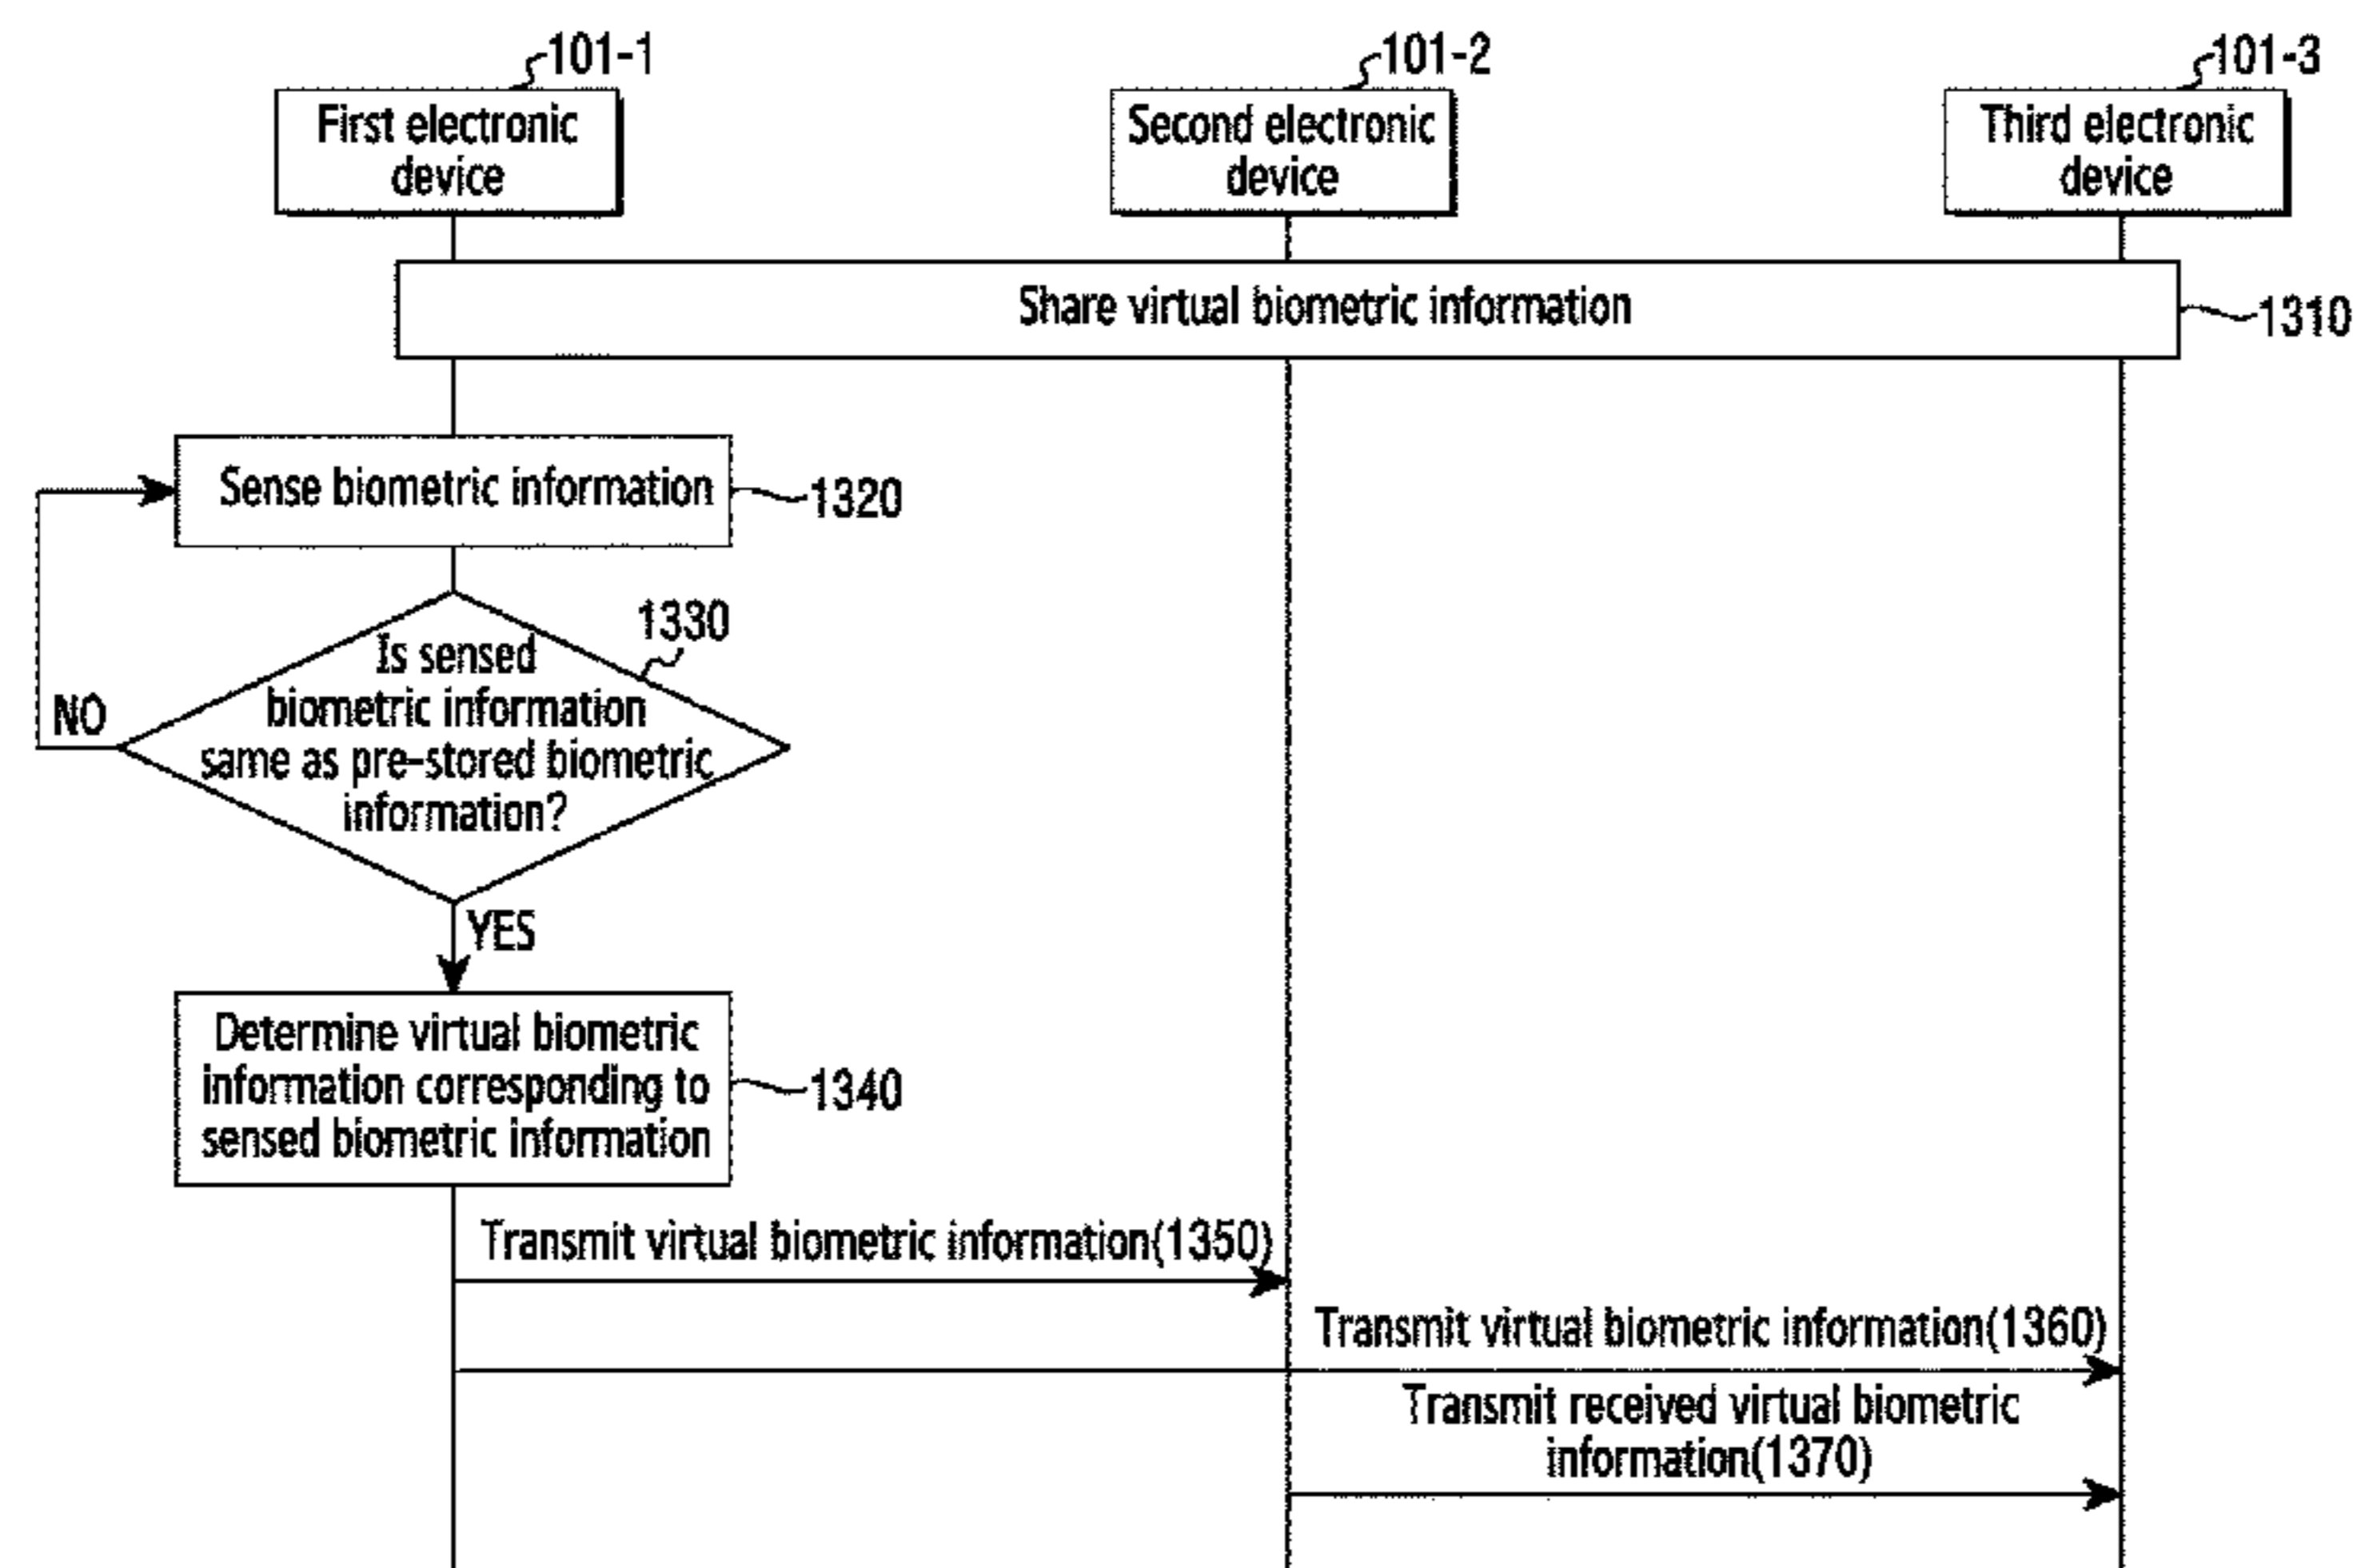 101-1
101-2
101-3
First electronic
device
Second electronic
device
Third electronic
device
Share virtual biometric information
1310
Sense biometric information
1320
1330
Is sensed
biometric information
same as pre-stored biometric
information?
NO
YES
Determine virtual biometric
information corresponding to
sensed biometric information
1340
Transmit virtual biometric information(1350)
Transmit virtual biometric information(1360)
Transmit received virtual biometric
information(1370)